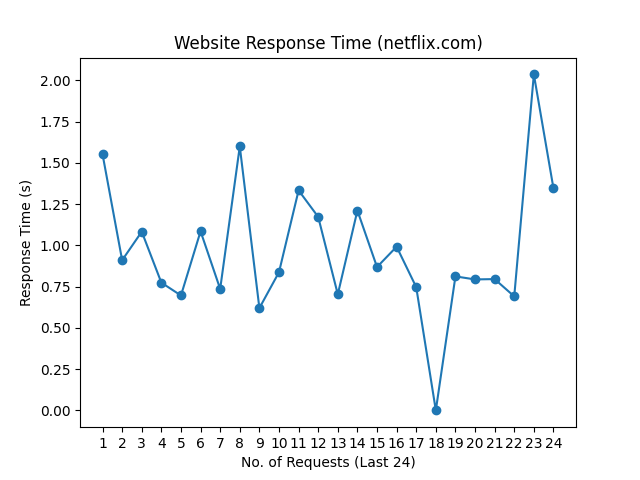 Website Response Time (netflix.com)
2.00
1.75
1.50
1.25
1.00
0.75
0.50
0.25
0.00
Response Time (s)
1 2 3 4 5 6 7 8 9 10 11 12 13 14 15 16 17 18 19 20 21 22 23 24
No. of Requests (Last 24)